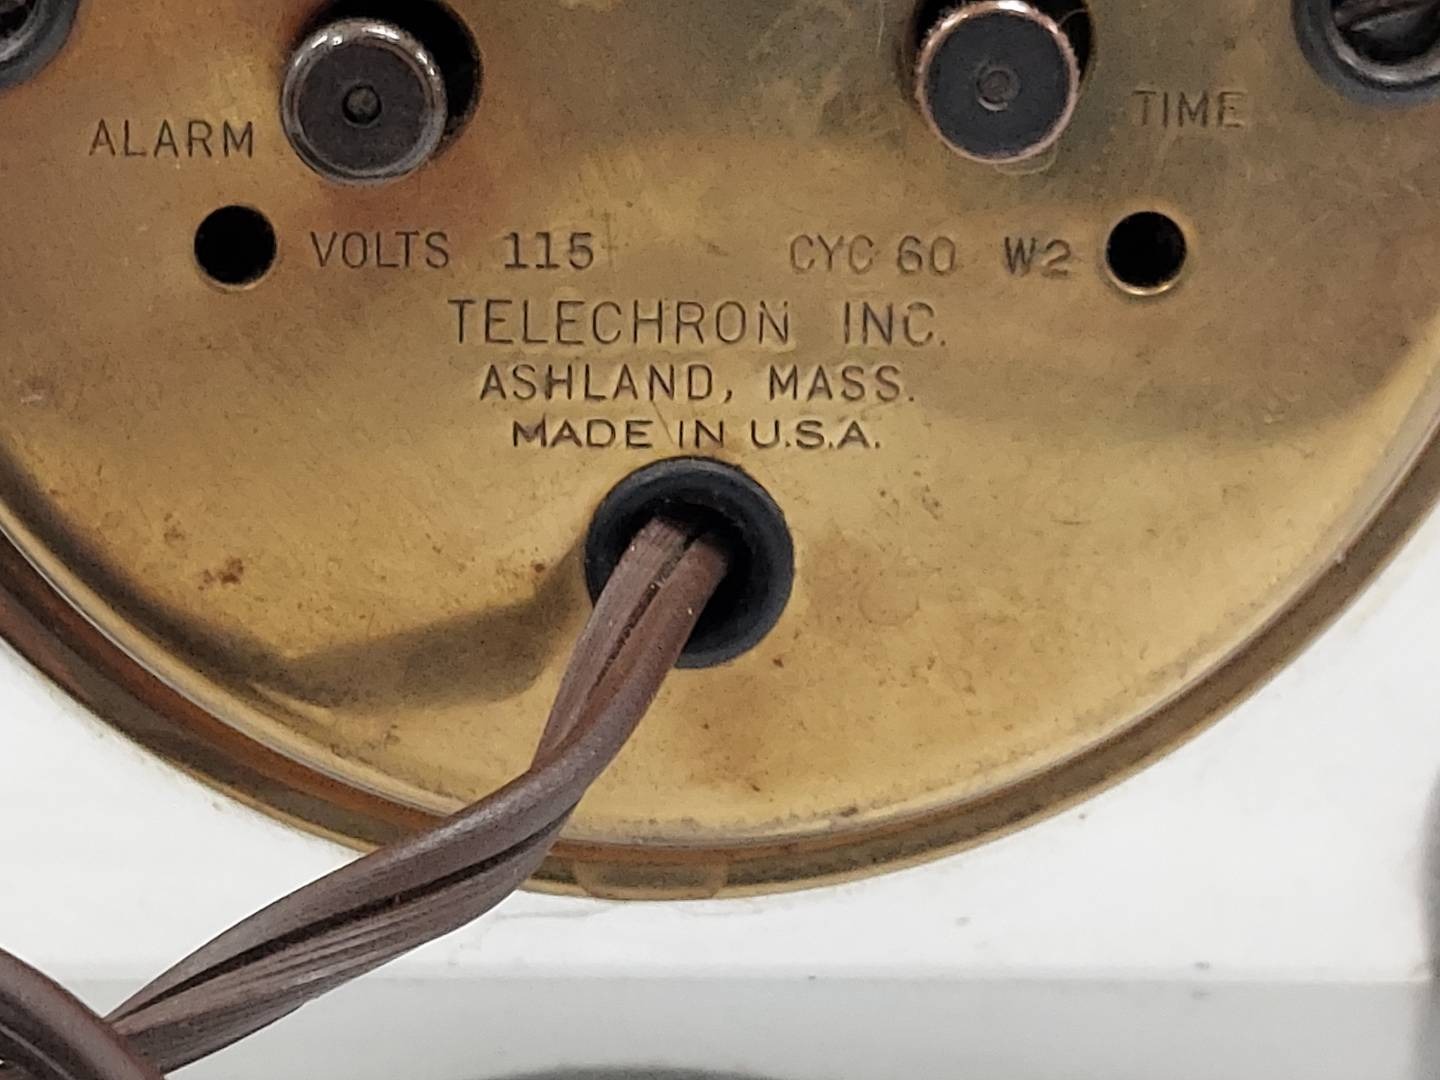 ALARM TIME
VOLTS 115 CYC 60 W2
TELECHRON INC.
ASHLAND, MASS.
MADE IN U.S.A.